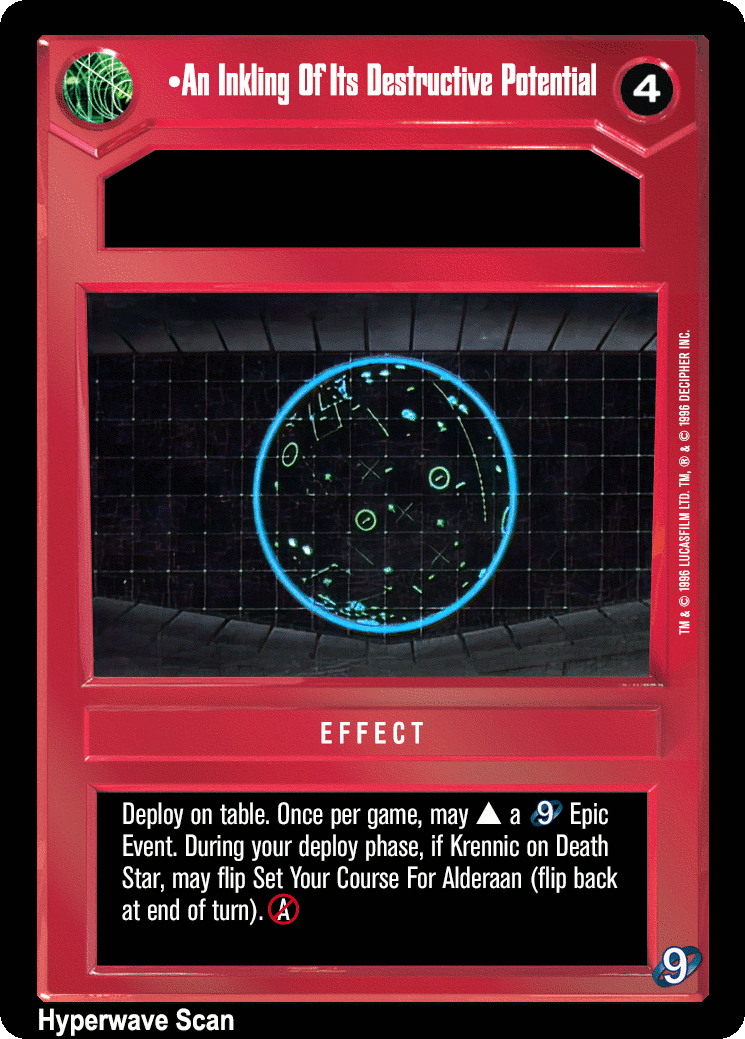 •An Inkling Of Its Destructive Potential
4
TM & © 1996 LUCASFILM LTD. TM, ® & © 1996 DECIPHER INC.
EFFECT
Deploy on table. Once per game, may ▲ a 9 Epic
Event. During your deploy phase, if Krennic on Death
Star, may flip Set Your Course For Alderaan (flip back
at end of turn). A
9
Hyperwave Scan